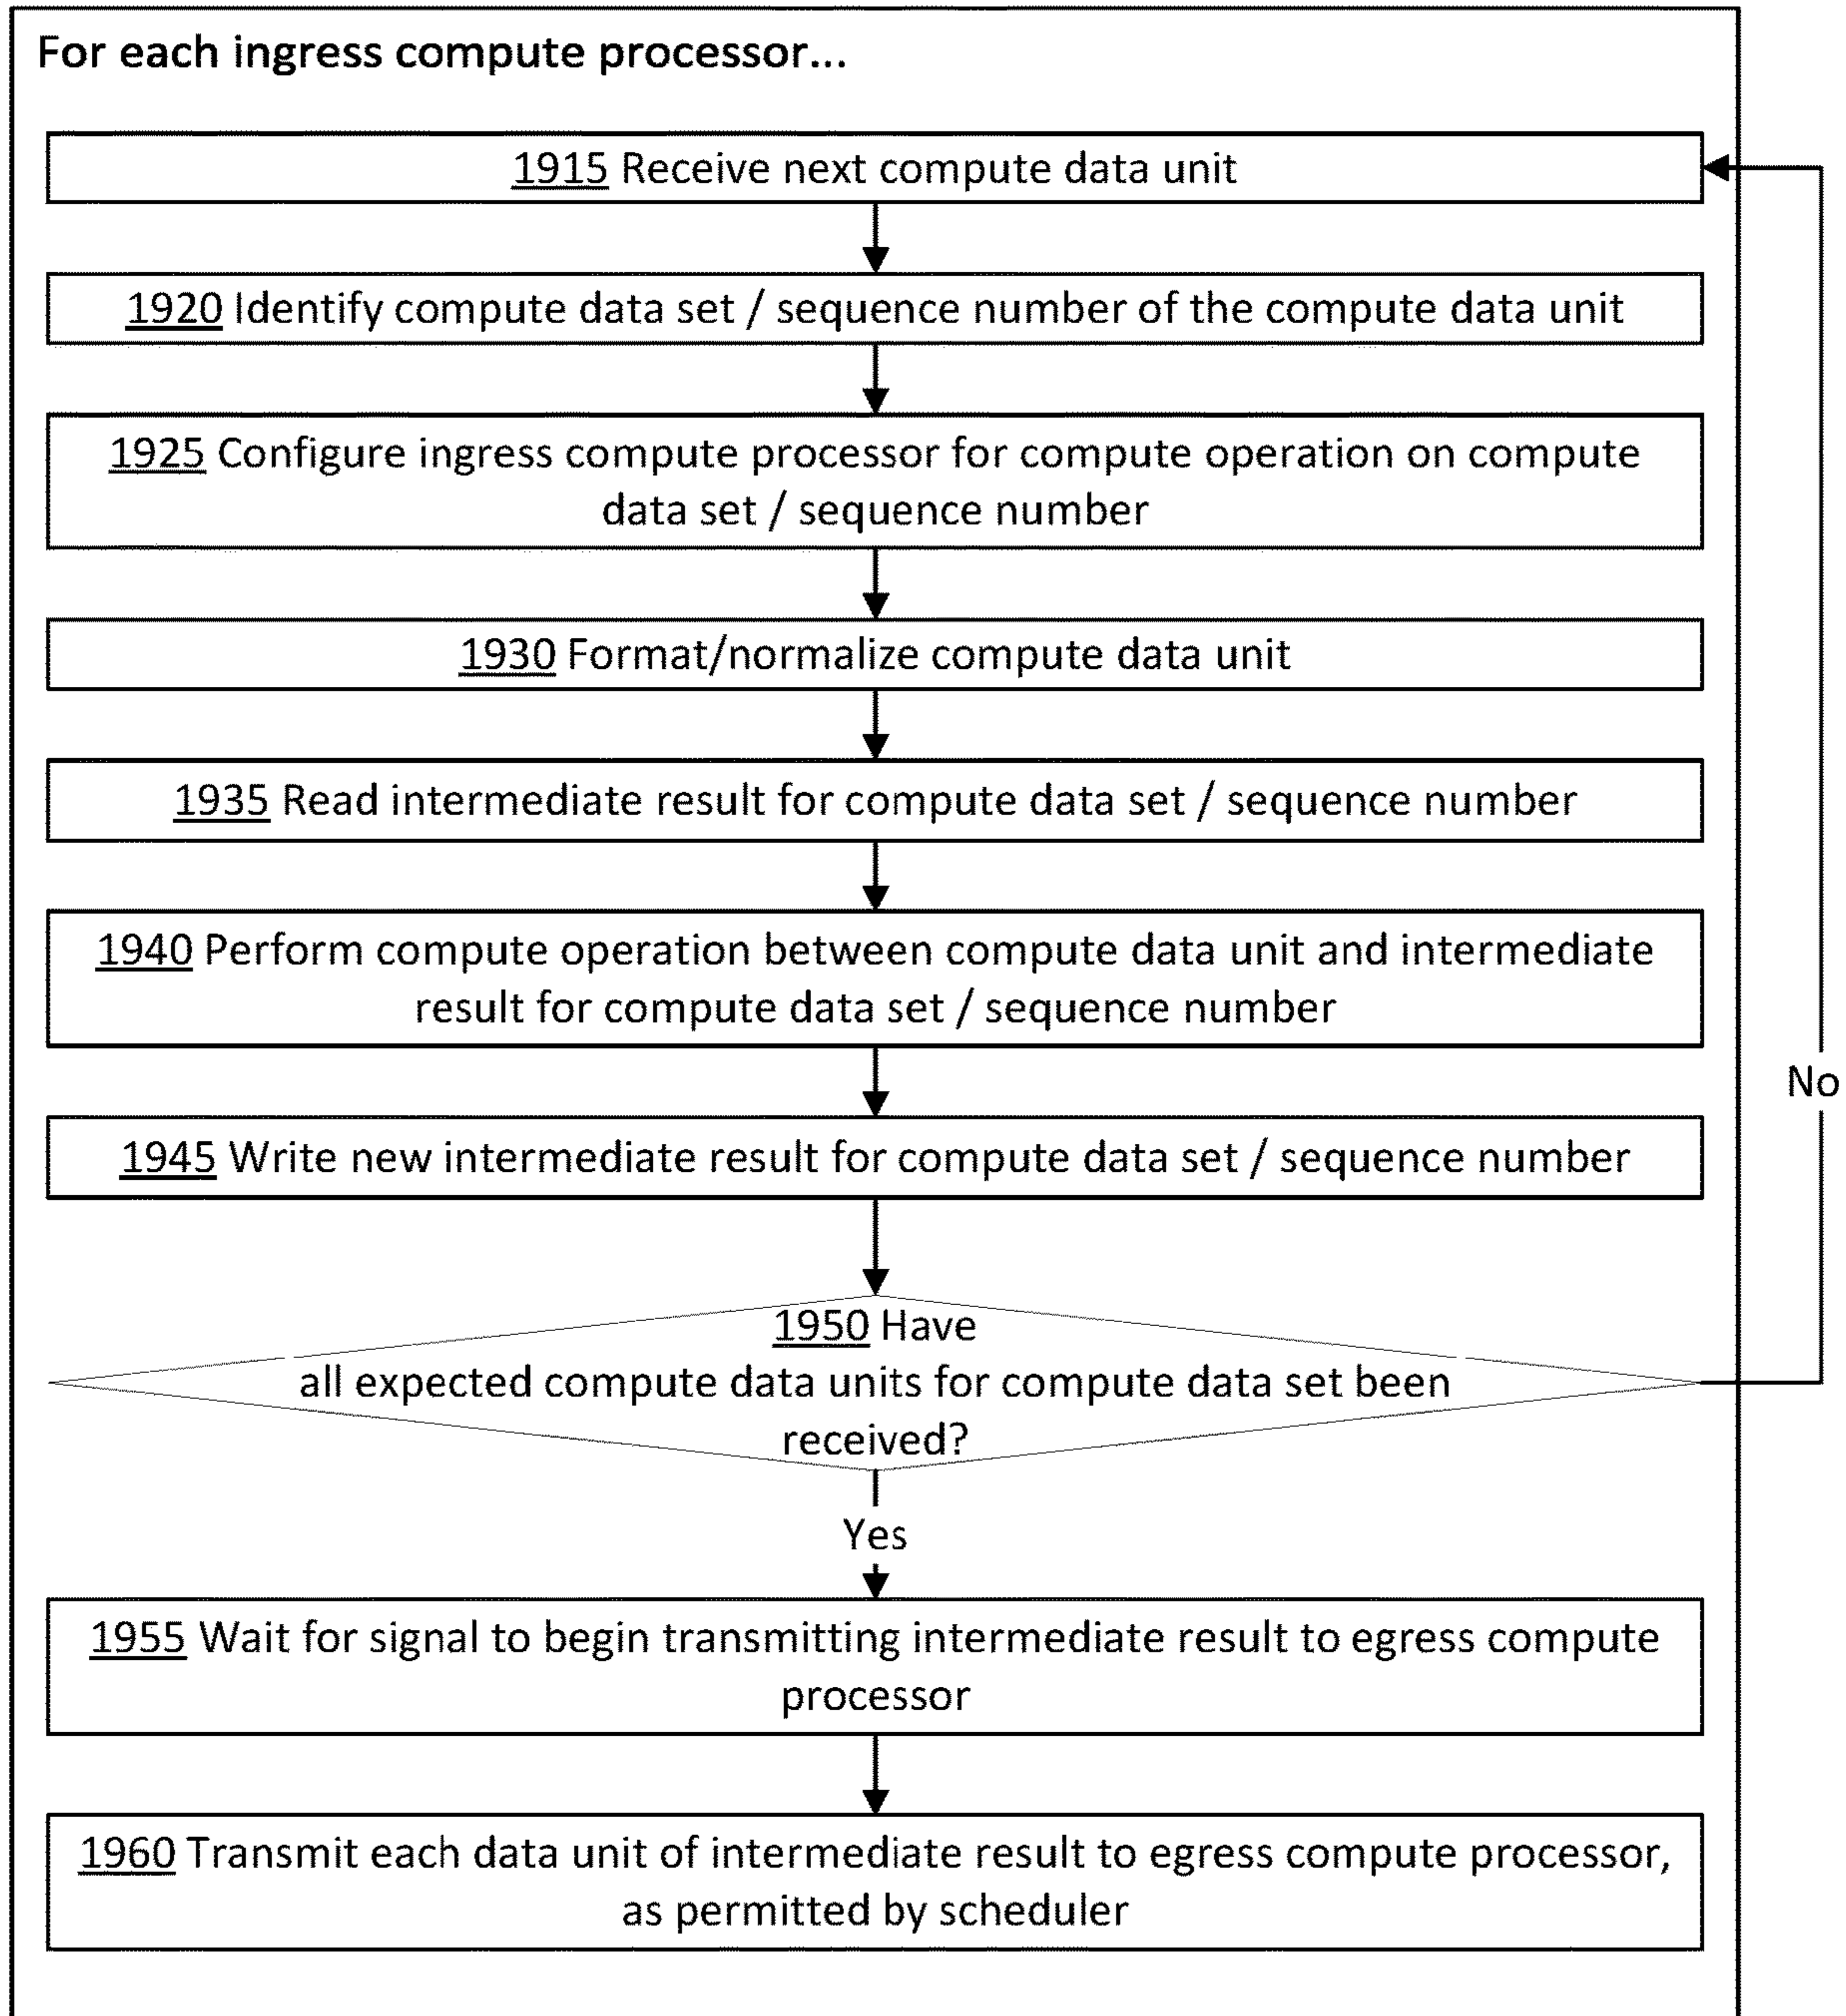 For each ingress compute processor...
1915 Receive next compute data unit
1920 Identify compute data set / sequence number of the compute data unit
1925 Configure ingress compute processor for compute operation on compute
data set / sequence number
1930 Format/normalize compute data unit
1935 Read intermediate result for compute data set / sequence number
1940 Perform compute operation between compute data unit and intermediate
result for compute data set / sequence number
No
1945 Write new intermediate result for compute data set / sequence number
1950 Have
all expected compute data units for compute data set been
received?
Yes
1955 Wait for signal to begin transmitting intermediate result to egress compute
processor
1960 Transmit each data unit of intermediate result to egress compute processor,
as permitted by scheduler